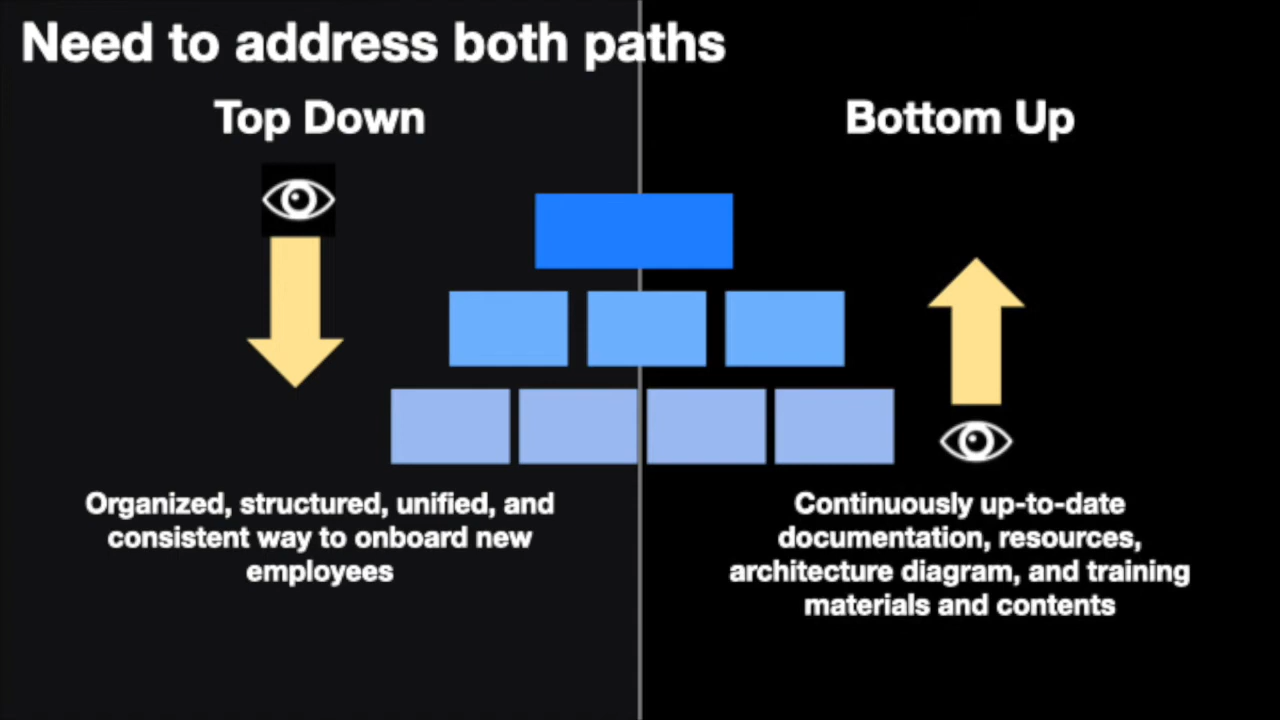 Need to address both paths
Top Down
Bottom Up
Organized, structured, unified, and
consistent way to onboard new
employees
Continuously up-to-date
documentation, resources,
architecture diagram, and training
materials and contents